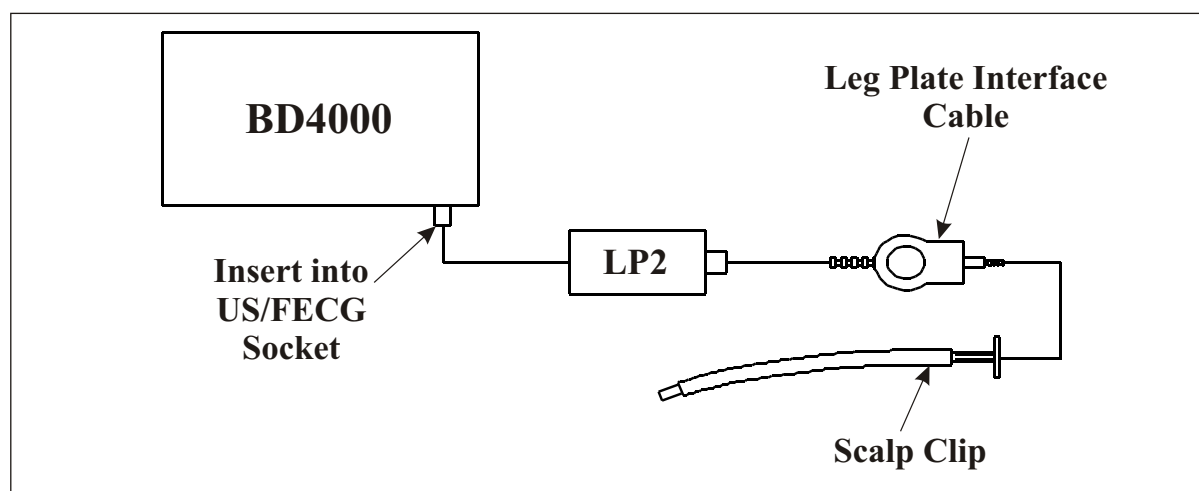 BD4000
Leg Plate Interface
Cable
Insert into
US/FECG
Socket
LP2
Scalp Clip